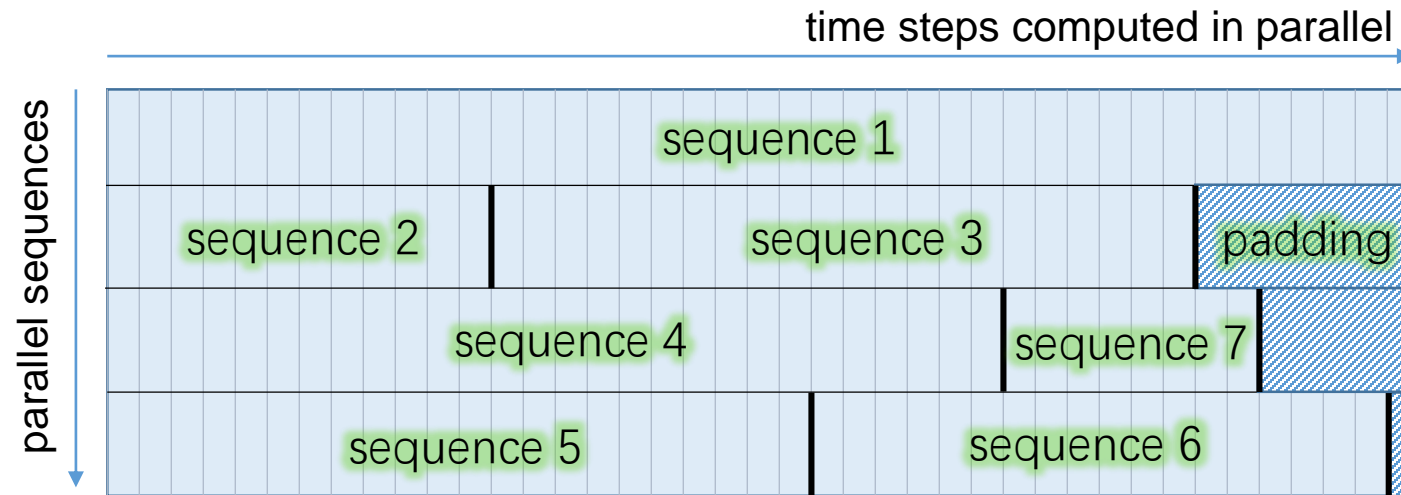 time steps computed in parallel
parallel sequences
sequence 1
sequence 2
sequence 3
padding
sequence 4
sequence 7
sequence 5
sequence 6